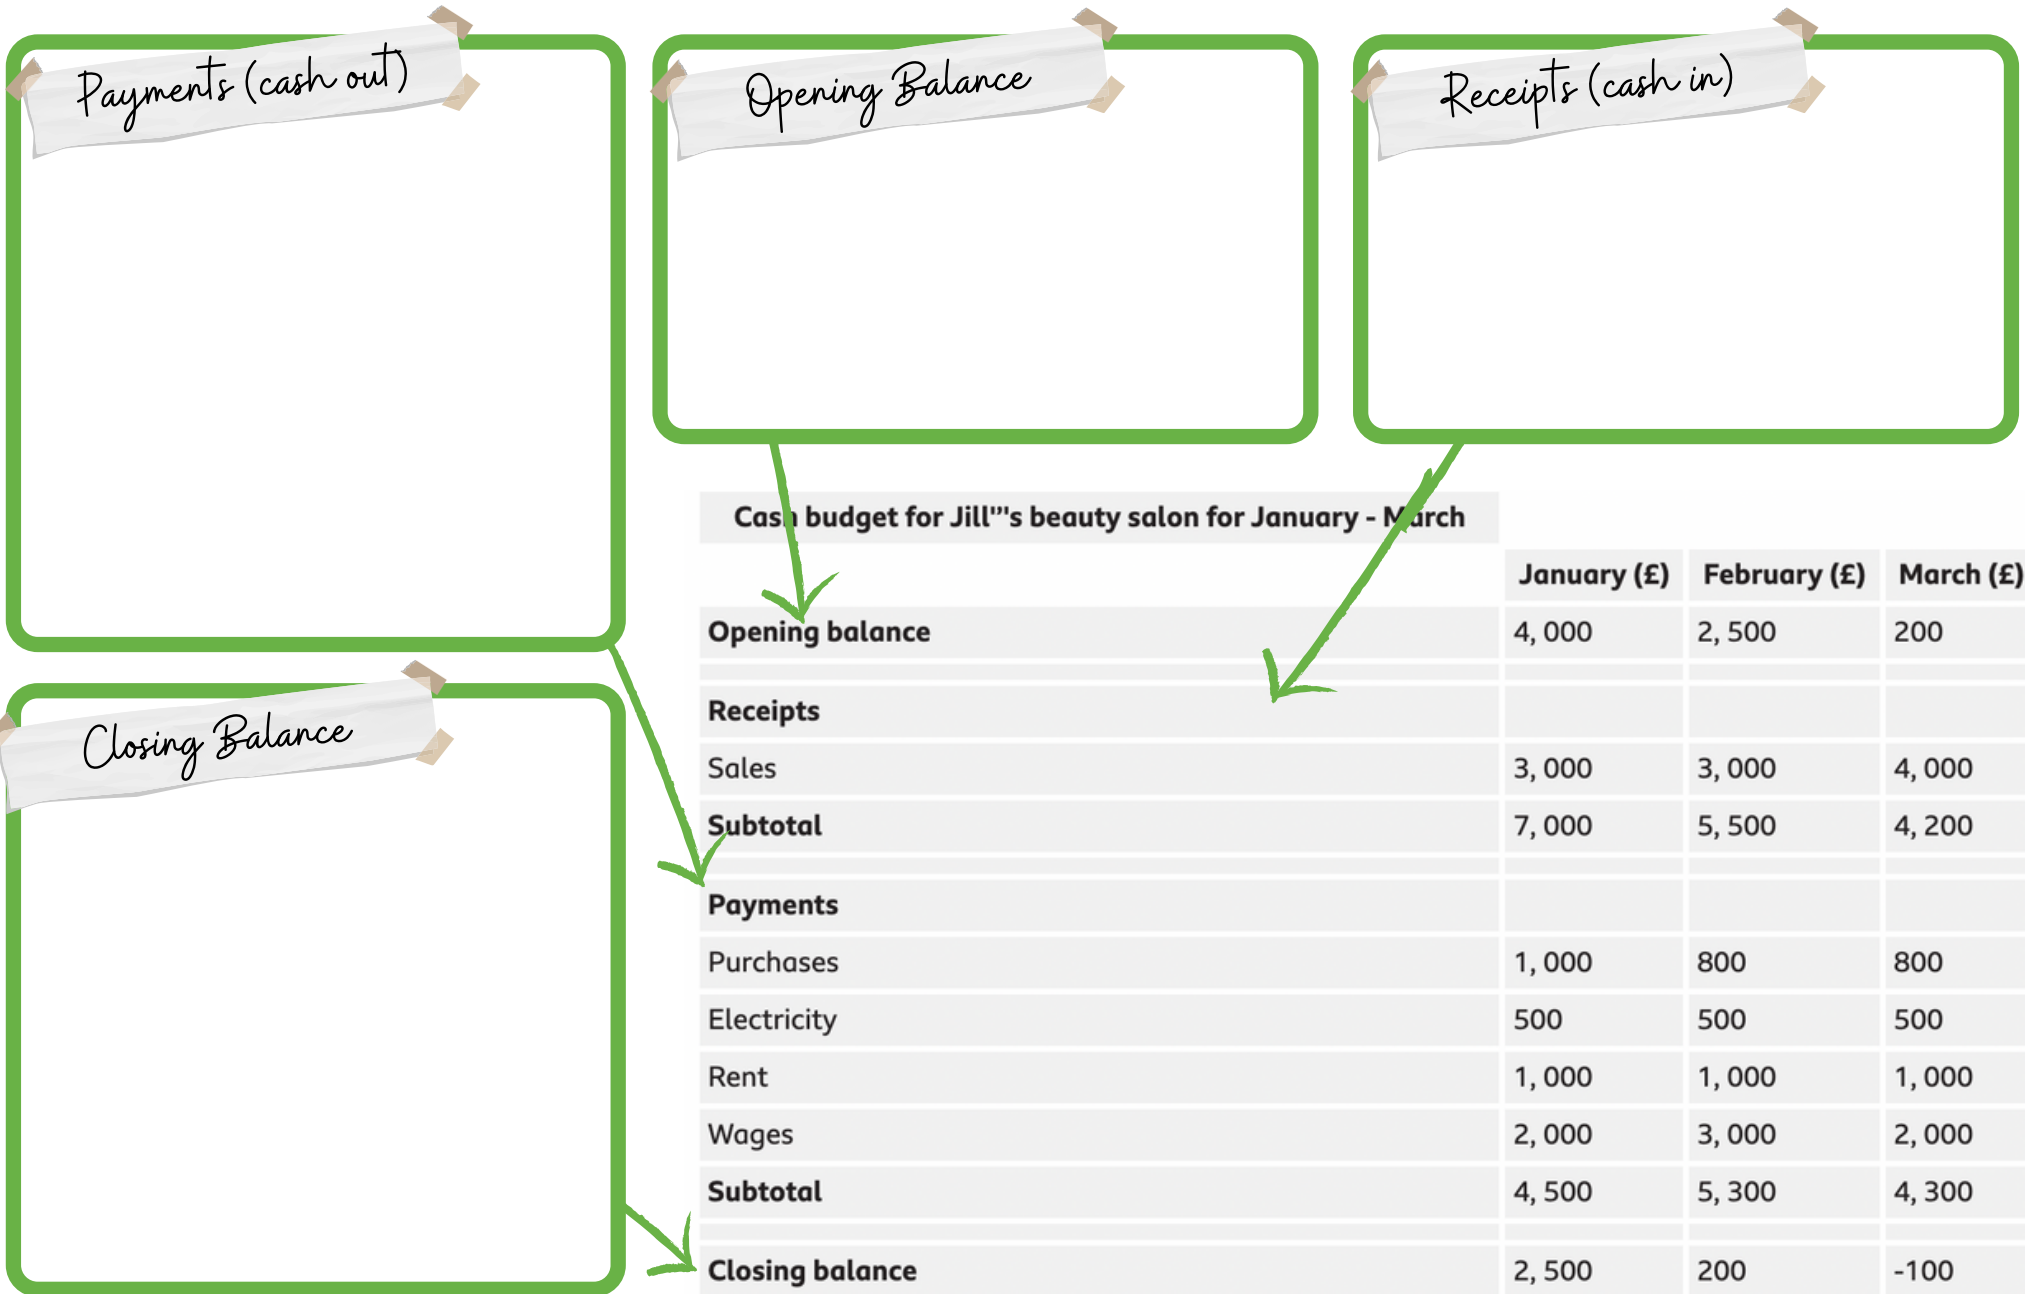 Payments (cash out)
Opening Balance
Receipts (cash in)
Closing Balance
Cash budget for Jill"'s beauty salon for January - March
January (£) February (£) March (£)
Opening balance 4, 000 2, 500 200
Receipts
Sales 3, 000 3, 000 4, 000
Subtotal 7, 000 5, 500 4, 200
Payments
Purchases 1, 000 800 800
Electricity 500 500 500
Rent 1, 000 1, 000 1, 000
Wages 2, 000 3, 000 2, 000
Subtotal 4, 500 5, 300 4, 300
Closing balance 2, 500 200 -100